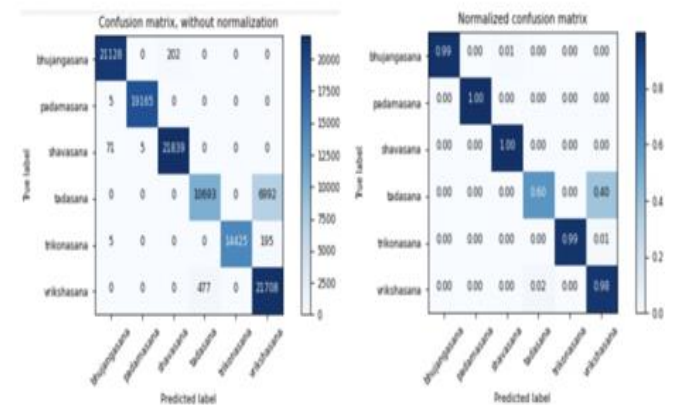 Confusion matrix, without normalization
True label
bhujangasana 21126 0 202 0 0 0
padamasana 5 19165 0 0 0 0
shavasana 71 5 21839 0 0 0
tadasana 0 0 0 10693 0 6992
trikonasana 5 0 0 0 14425 195
vrikshasana 0 0 0 477 0 21708
bhujangasana padamasana shavasana tadasana trikonasana vrikshasana
Predicted label
20000
17500
15000
12500
10000
7500
5000
2500
0
Normalized confusion matrix
True label
bhujangasana 0.99 0.00 0.01 0.00 0.00 0.00
padamasana 0.00 1.00 0.00 0.00 0.00 0.00
shavasana 0.00 0.00 1.00 0.00 0.00 0.00
tadasana 0.00 0.00 0.00 0.60 0.00 0.40
trikonasana 0.00 0.00 0.00 0.00 0.99 0.01
vrikshasana 0.00 0.00 0.00 0.02 0.00 0.98
bhujangasana padamasana shavasana tadasana trikonasana vrikshasana
Predicted label
0.8
0.6
0.4
0.2
0.0